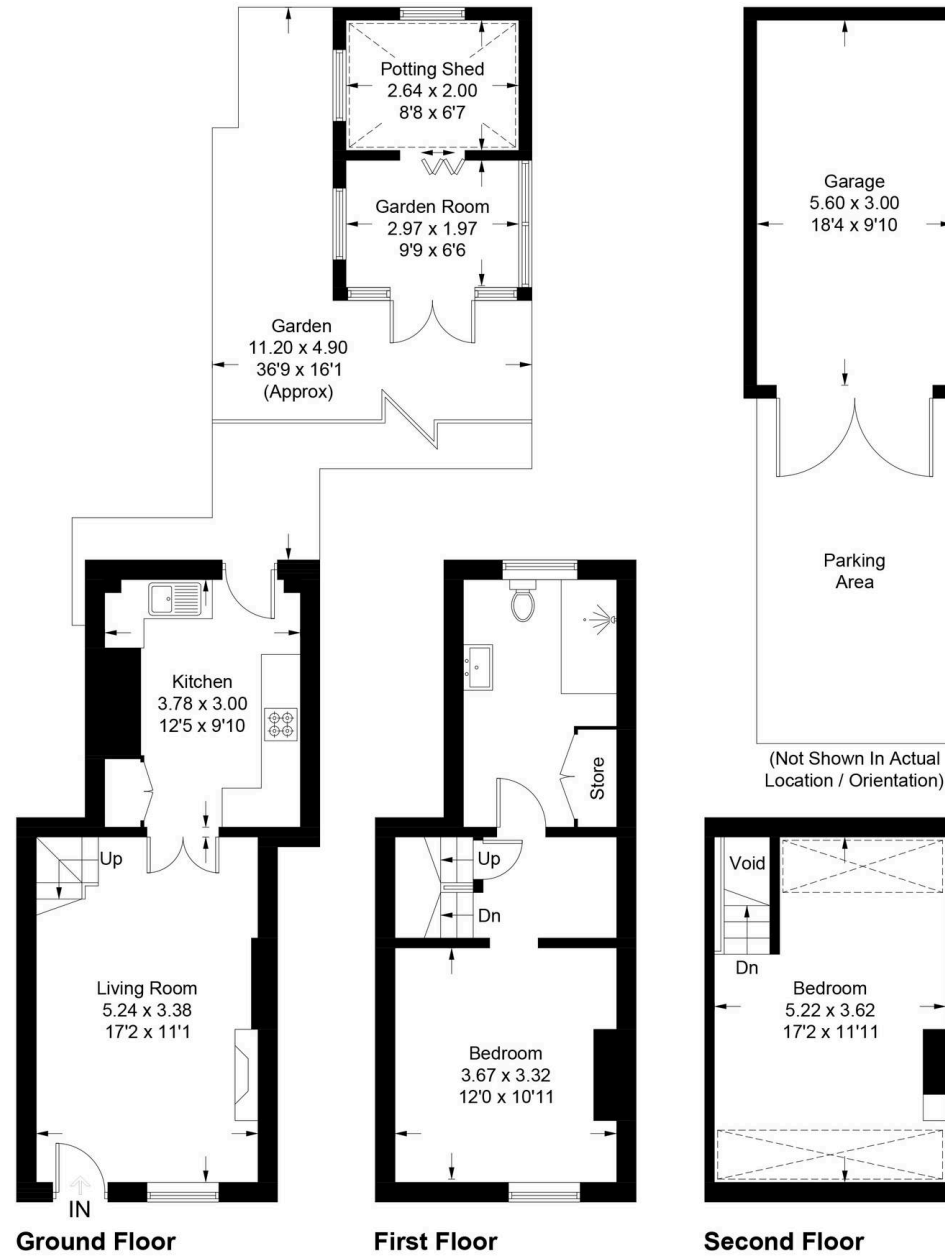 Potting Shed
2.64 x 2.00
8'8 x 6'7
Garden Room
2.97 x 1.97
9'9 x 6'6
Garden
11.20 x 4.90
36'9 x 16'1
(Approx)
Garage
5.60 x 3.00
18'4 x 9'10
Parking
Area
(Not Shown In Actual
Location / Orientation)
Kitchen
3.78 x 3.00
12'5 x 9'10
Up
Living Room
5.24 x 3.38
17'2 x 11'1
IN
Ground Floor
Store
Up
Dn
Bedroom
3.67 x 3.32
12'0 x 10'11
First Floor
Void
Dn
Bedroom
5.22 x 3.62
17'2 x 11'11
Second Floor